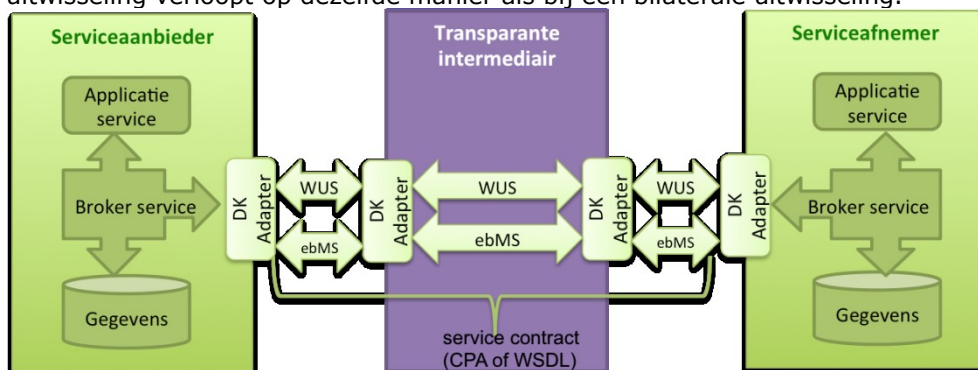 uitwisseling verloopt op dezelfde manier als bij een bilaterale uitwisseling.
Serviceaanbieder
Applicatie
service
Broker service
Gegevens
DK
Adapter
WUS
ebMS
DK
Adapter
Transparante
intermediair
WUS
ebMS
service contract
(CPA of WSDL)
DK
Adapter
WUS
ebMS
DK
Adapter
Serviceafnemer
Applicatie
service
Broker service
Gegevens